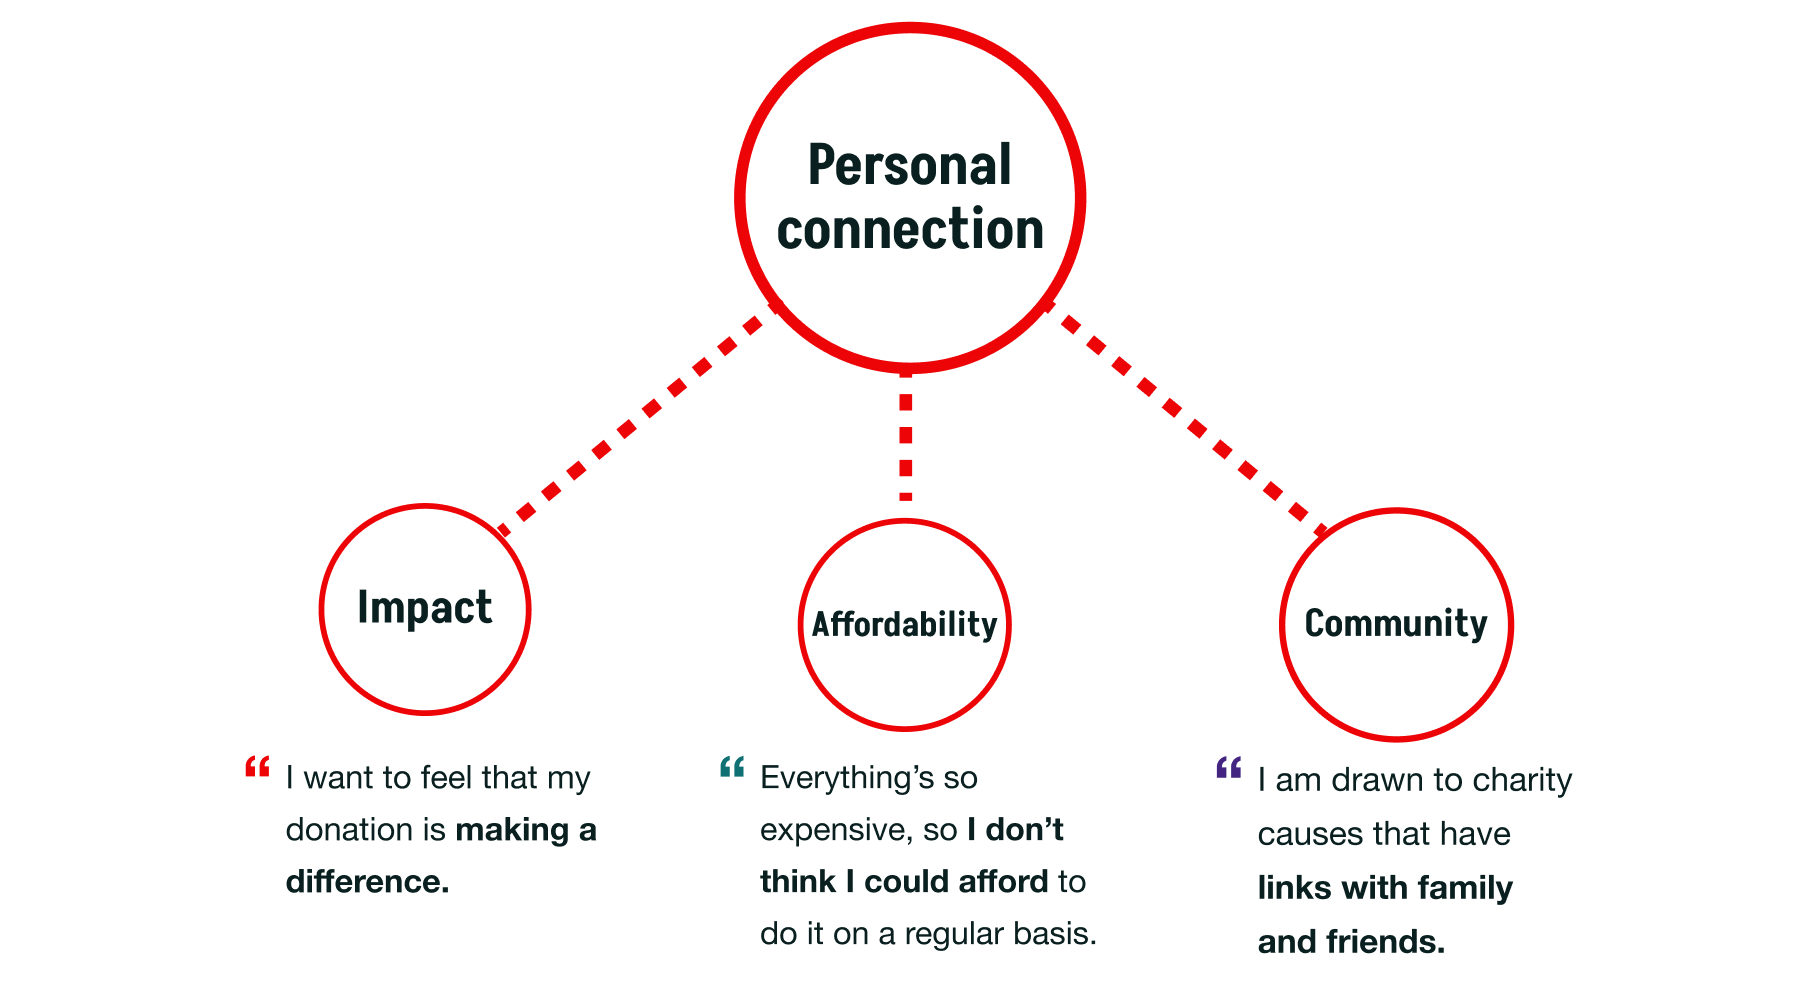 Personal
connection
Impact
Affordability
Community
“ I want to feel that my
donation is making a
difference.
“ Everything’s so
expensive, so I don’t
think I could afford to
do it on a regular basis.
“ I am drawn to charity
causes that have
links with family
and friends.